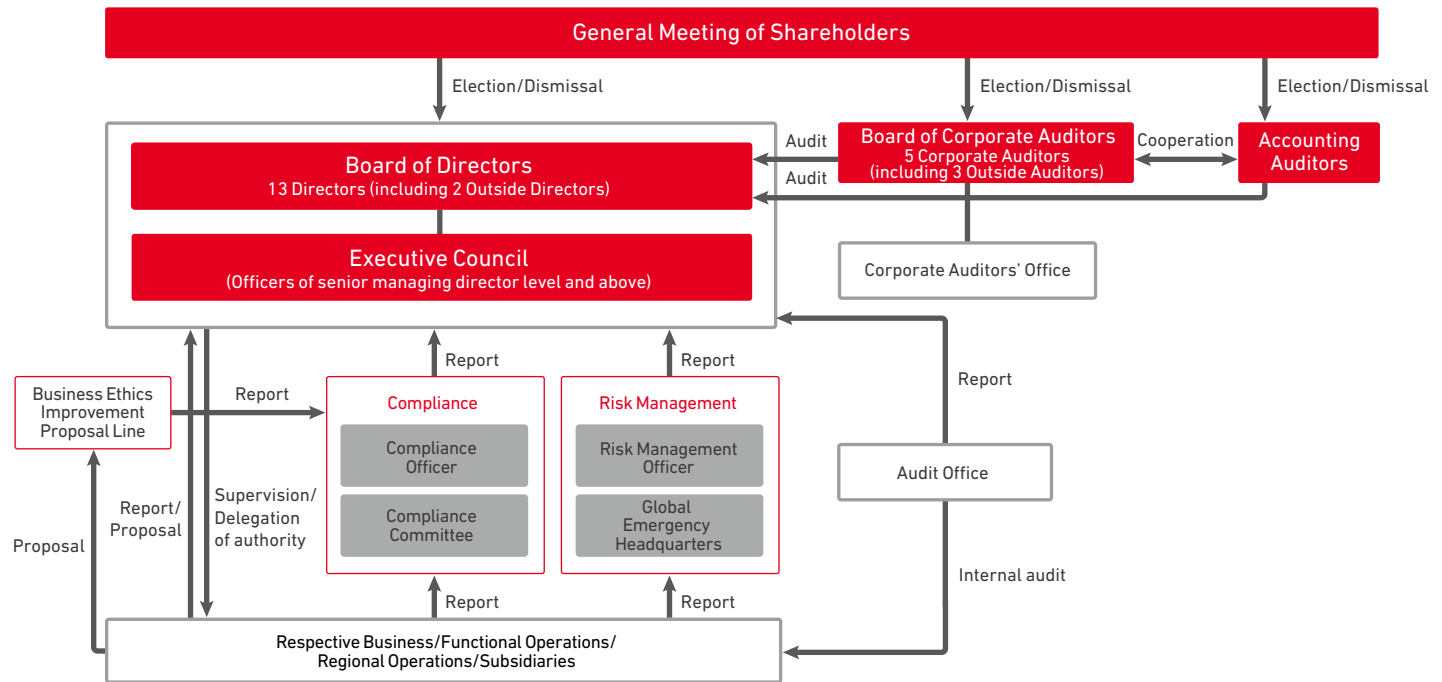 General Meeting of Shareholders
Election/Dismissal
Election/Dismissal
Election/Dismissal
Board of Directors
13 Directors (including 2 Outside Directors)
Audit
Audit
Board of Corporate Auditors
5 Corporate Auditors
(including 3 Outside Auditors)
Cooperation
Accounting
Auditors
Executive Council
(Officers of senior managing director level and above)
Corporate Auditors' Office
Report
Report
Report
Business Ethics
Improvement
Proposal Line
Report
Compliance
Compliance
Officer
Compliance
Committee
Risk Management
Risk Management
Officer
Global
Emergency
Headquarters
Audit Office
Proposal
Report/
Proposal
Supervision/
Delegation
of authority
Internal audit
Report
Report
Respective Business/Functional Operations/
Regional Operations/Subsidiaries